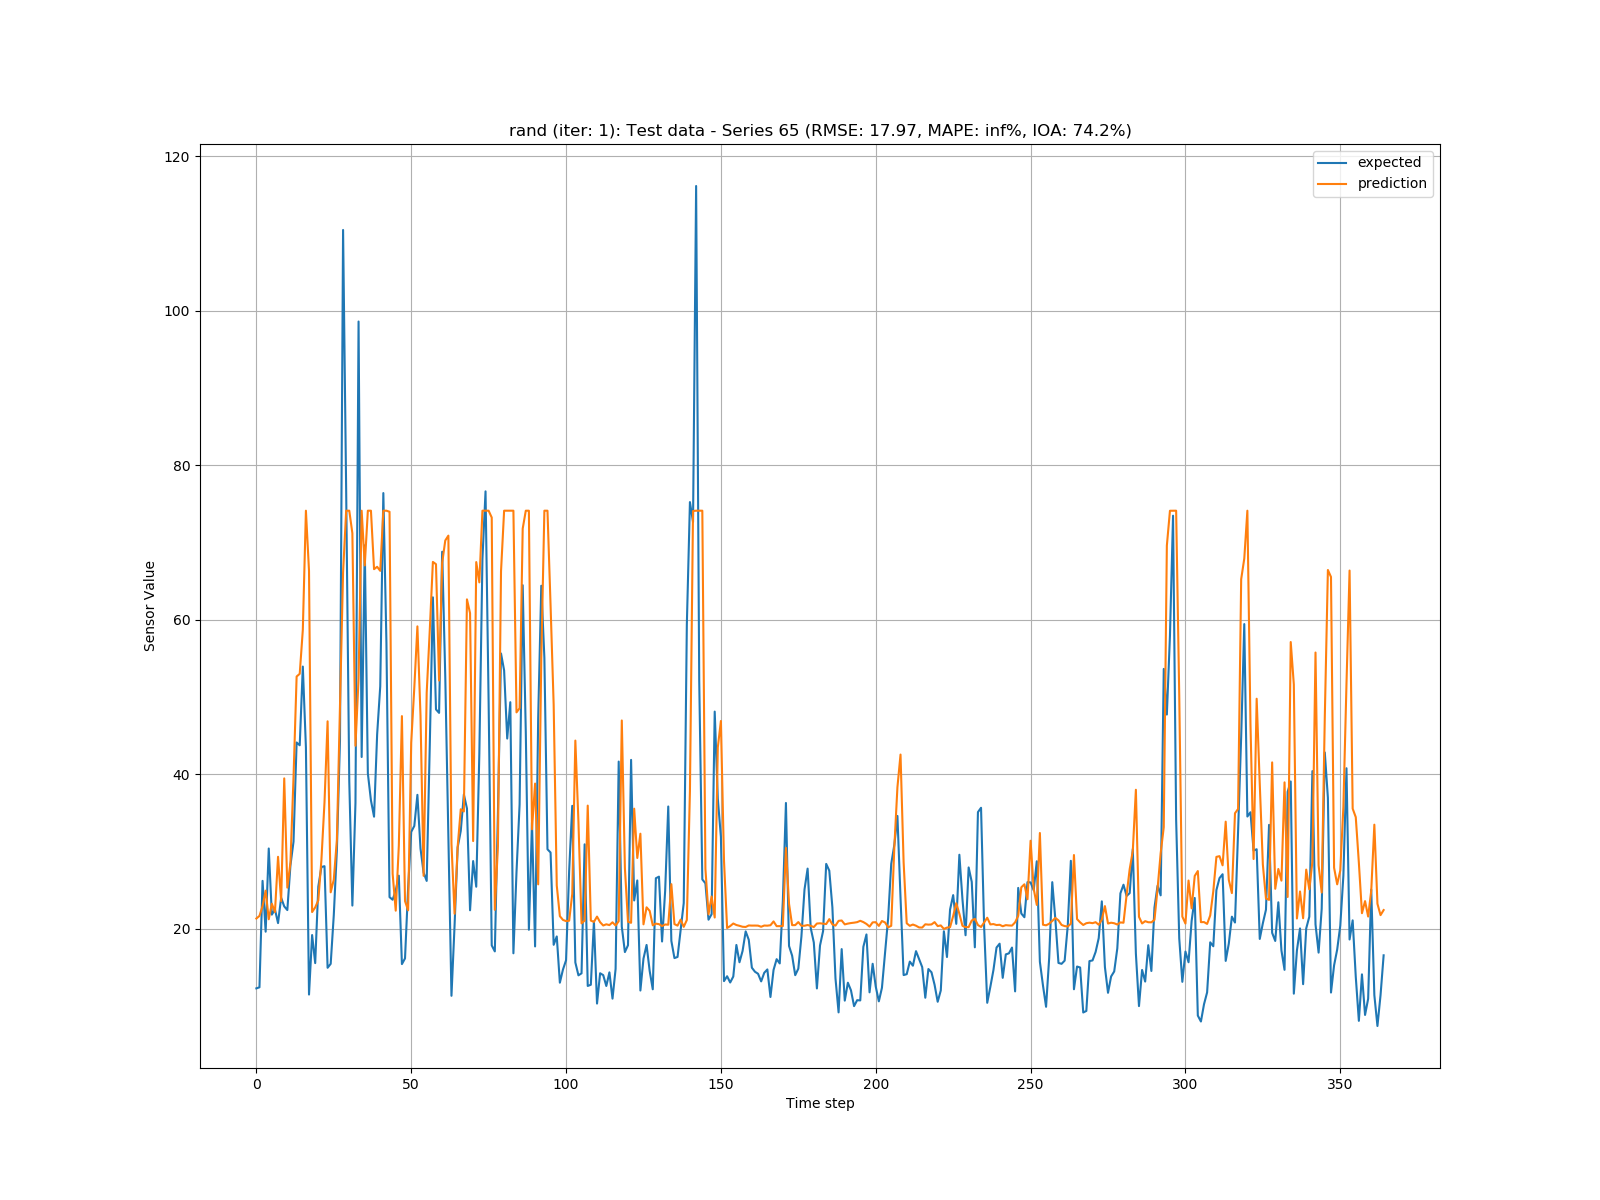 rand (iter: 1): Test data - Series 65 (RMSE: 17.97, MAPE: inf%, IOA: 74.2%)
expected
prediction
120
100
80
60
40
20
Sensor Value
0 50 100 150 200 250 300 350
Time step